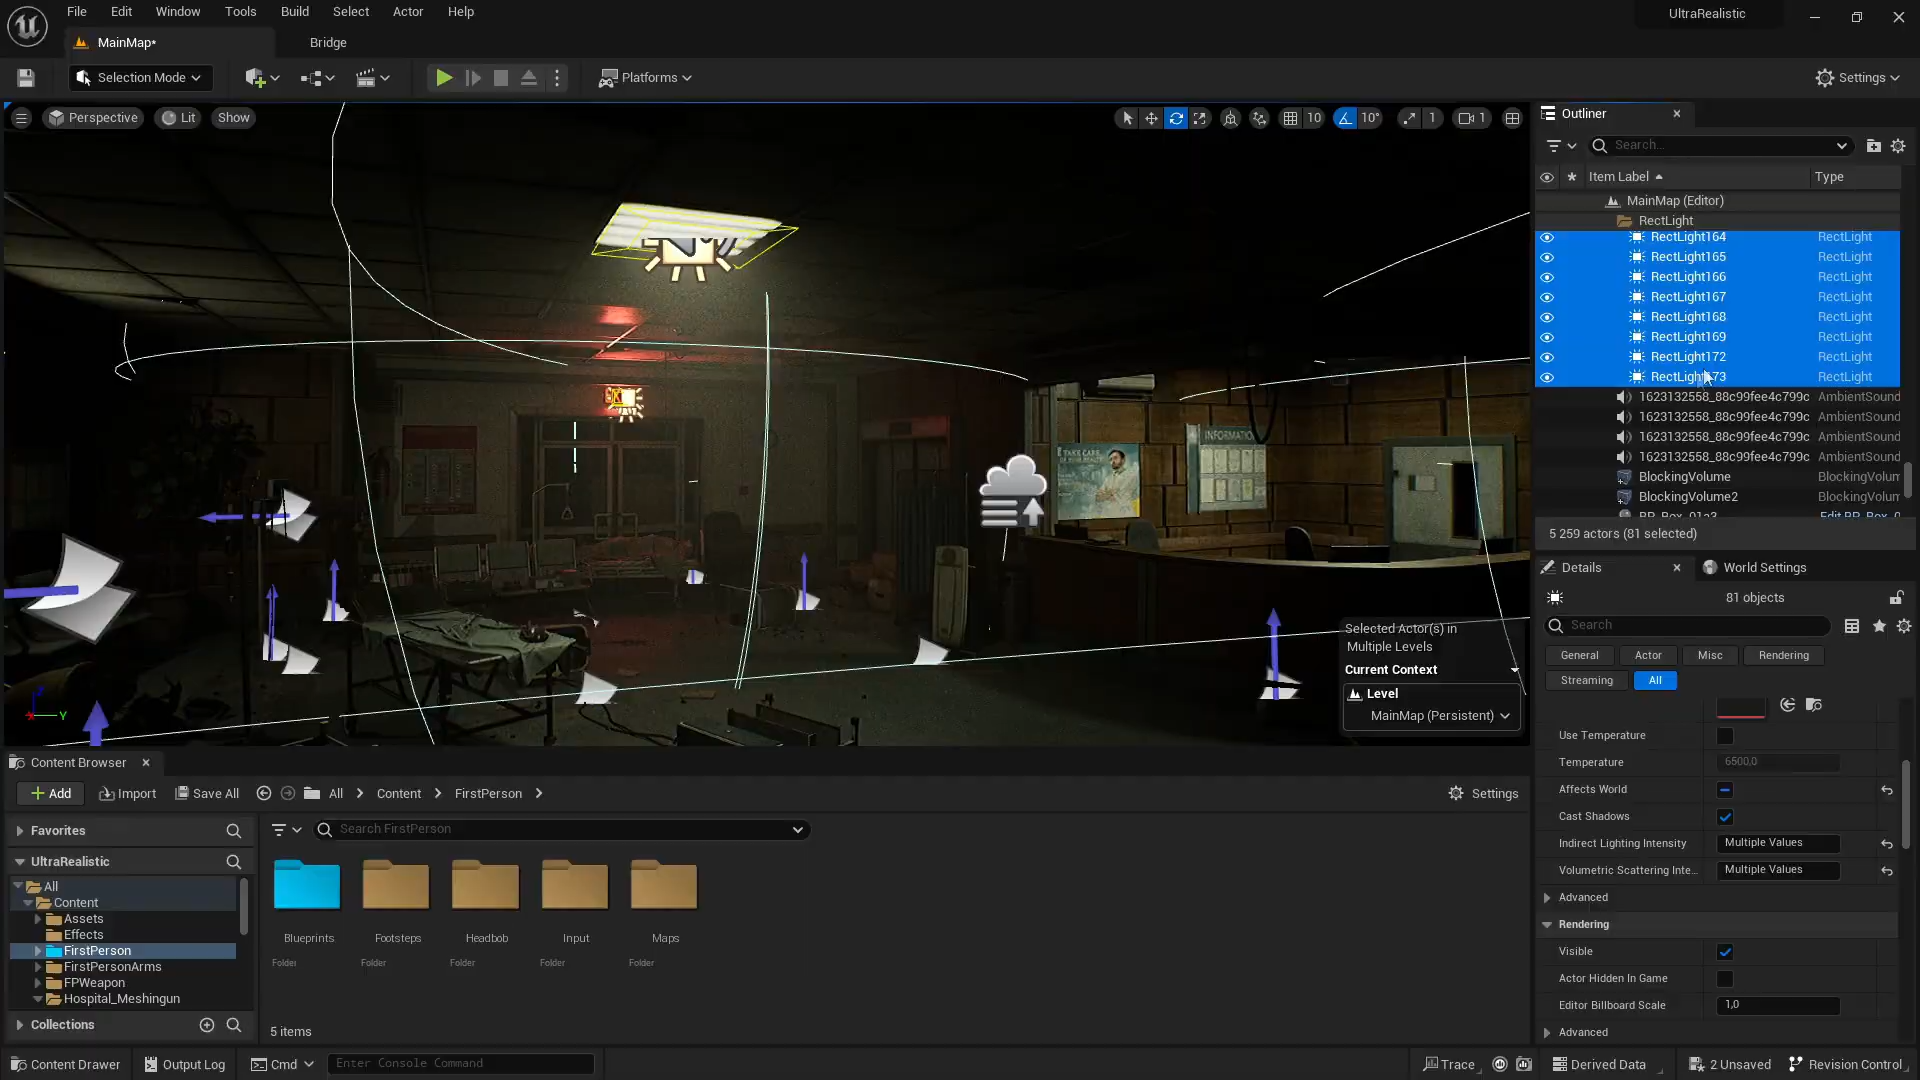 File Edit Window Tools Build Select Actor Help
UltraRealistic
MainMap*
Bridge
Selection Mode
Platforms
Settings
Perspective
Lit
Show
10
10°
1
1
Outliner
Search...
Item Label
Type
MainMap (Editor)
RectLight
RectLight164 RectLight
RectLight165 RectLight
RectLight166 RectLight
RectLight167 RectLight
RectLight168 RectLight
RectLight169 RectLight
RectLight172 RectLight
RectLight173 RectLight
1623132558_88c99fee4c799c AmbientSound
1623132558_88c99fee4c799c AmbientSound
1623132558_88c99fee4c799c AmbientSound
1623132558_88c99fee4c799c AmbientSound
BlockingVolume BlockingVolum
BlockingVolume2 BlockingVolum
5 259 actors (81 selected)
TAKE CARE
INFORMATION
Selected Actor(s) in
Multiple Levels
Current Context
Level
MainMap (Persistent)
X
Y
Details
World Settings
81 objects
Search
General Actor Misc Rendering
Streaming All
Use Temperature
Temperature 6500,0
Affects World
Cast Shadows
Indirect Lighting Intensity Multiple Values
Volumetric Scattering Inte... Multiple Values
Advanced
Rendering
Visible
Actor Hidden In Game
Editor Billboard Scale 1,0
Advanced
Content Browser
Add
Import
Save All
All
Content
FirstPerson
Settings
Favorites
UltraRealistic
All
Content
Assets
Effects
FirstPerson
FirstPersonArms
FPWeapon
Hospital_Meshingun
Collections
Search FirstPerson
Blueprints Footsteps Headbob Input Maps
Folder Folder Folder Folder Folder
5 items
Content Drawer
Output Log
Cmd
Enter Console Command
Trace
Derived Data
2 Unsaved
Revision Control